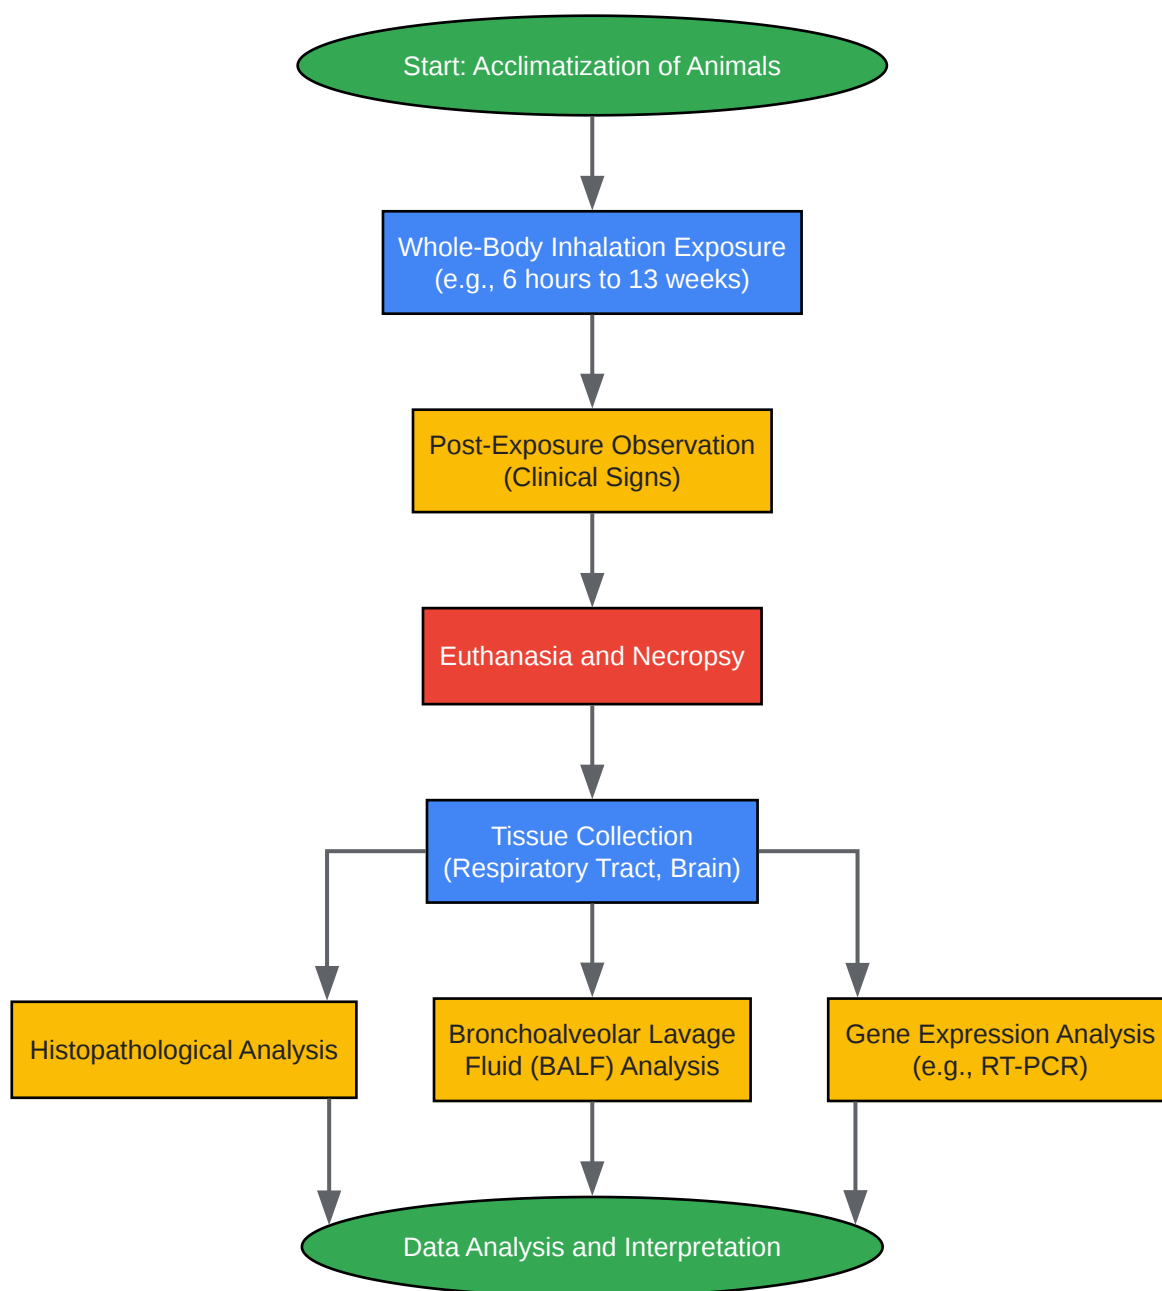 Start: Acclimatization of Animals
Whole-Body Inhalation Exposure
(e.g., 6 hours to 13 weeks)
Post-Exposure Observation
(Clinical Signs)
Euthanasia and Necropsy
Tissue Collection
(Respiratory Tract, Brain)
Histopathological Analysis
Bronchoalveolar Lavage
Fluid (BALF) Analysis
Gene Expression Analysis
(e.g., RT-PCR)
Data Analysis and Interpretation